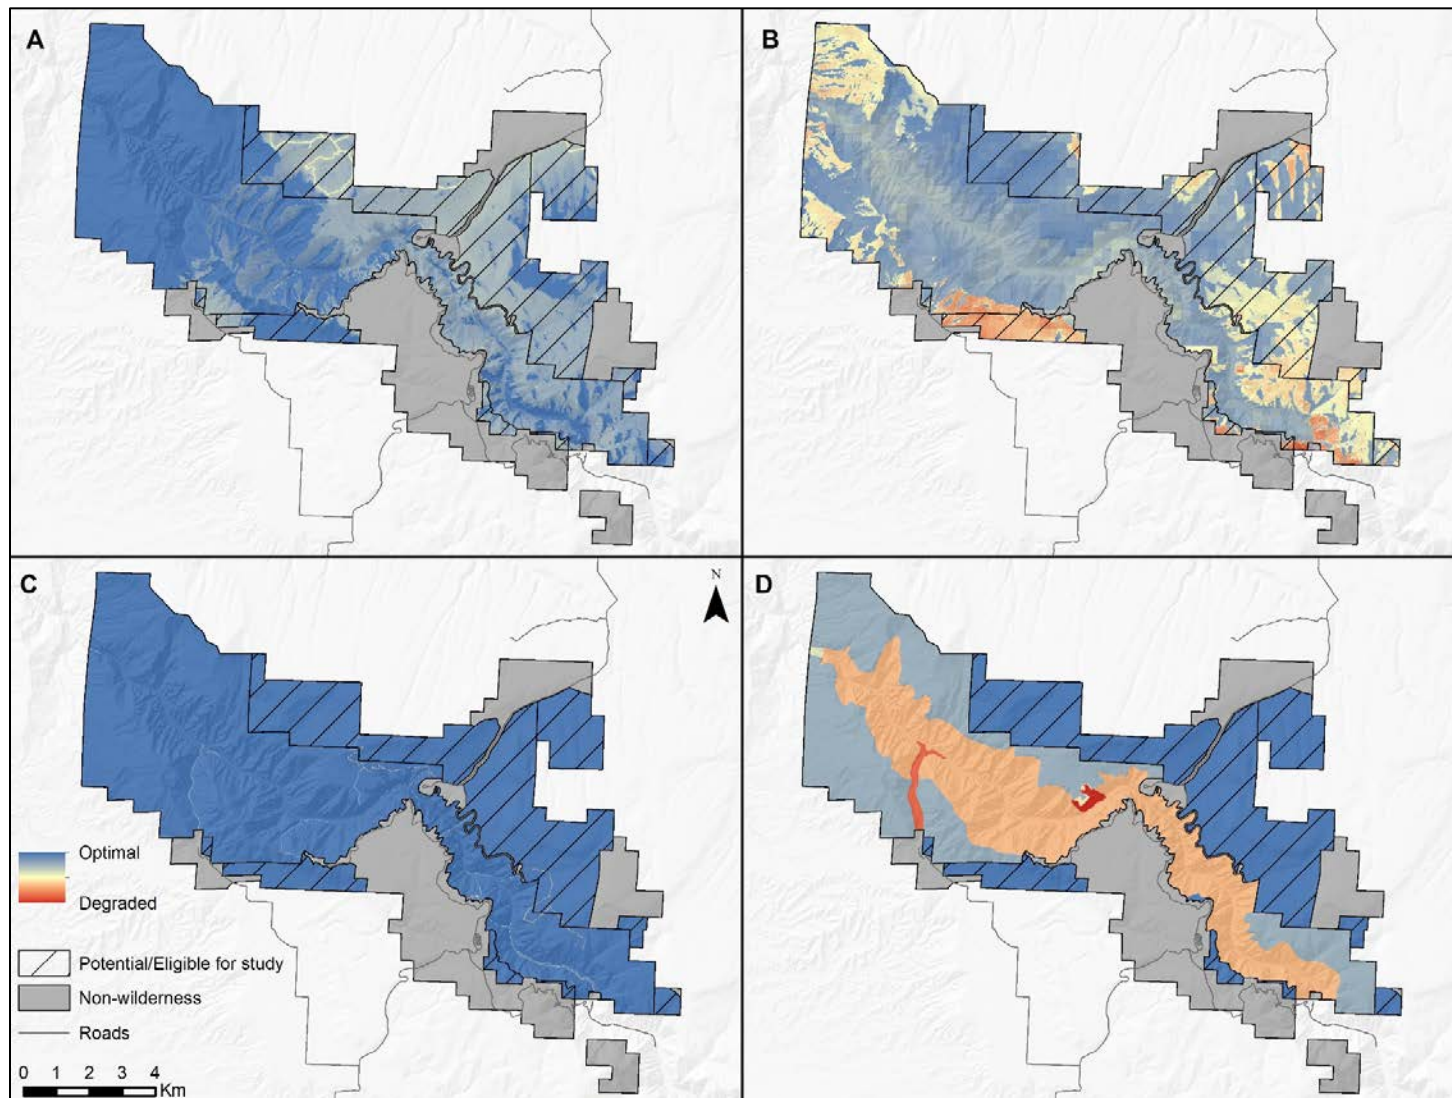 A
B
C
N
D
Optimal
Degraded
Potential/Eligible for study
Non-wilderness
Roads
0 1 2 3 4
Km